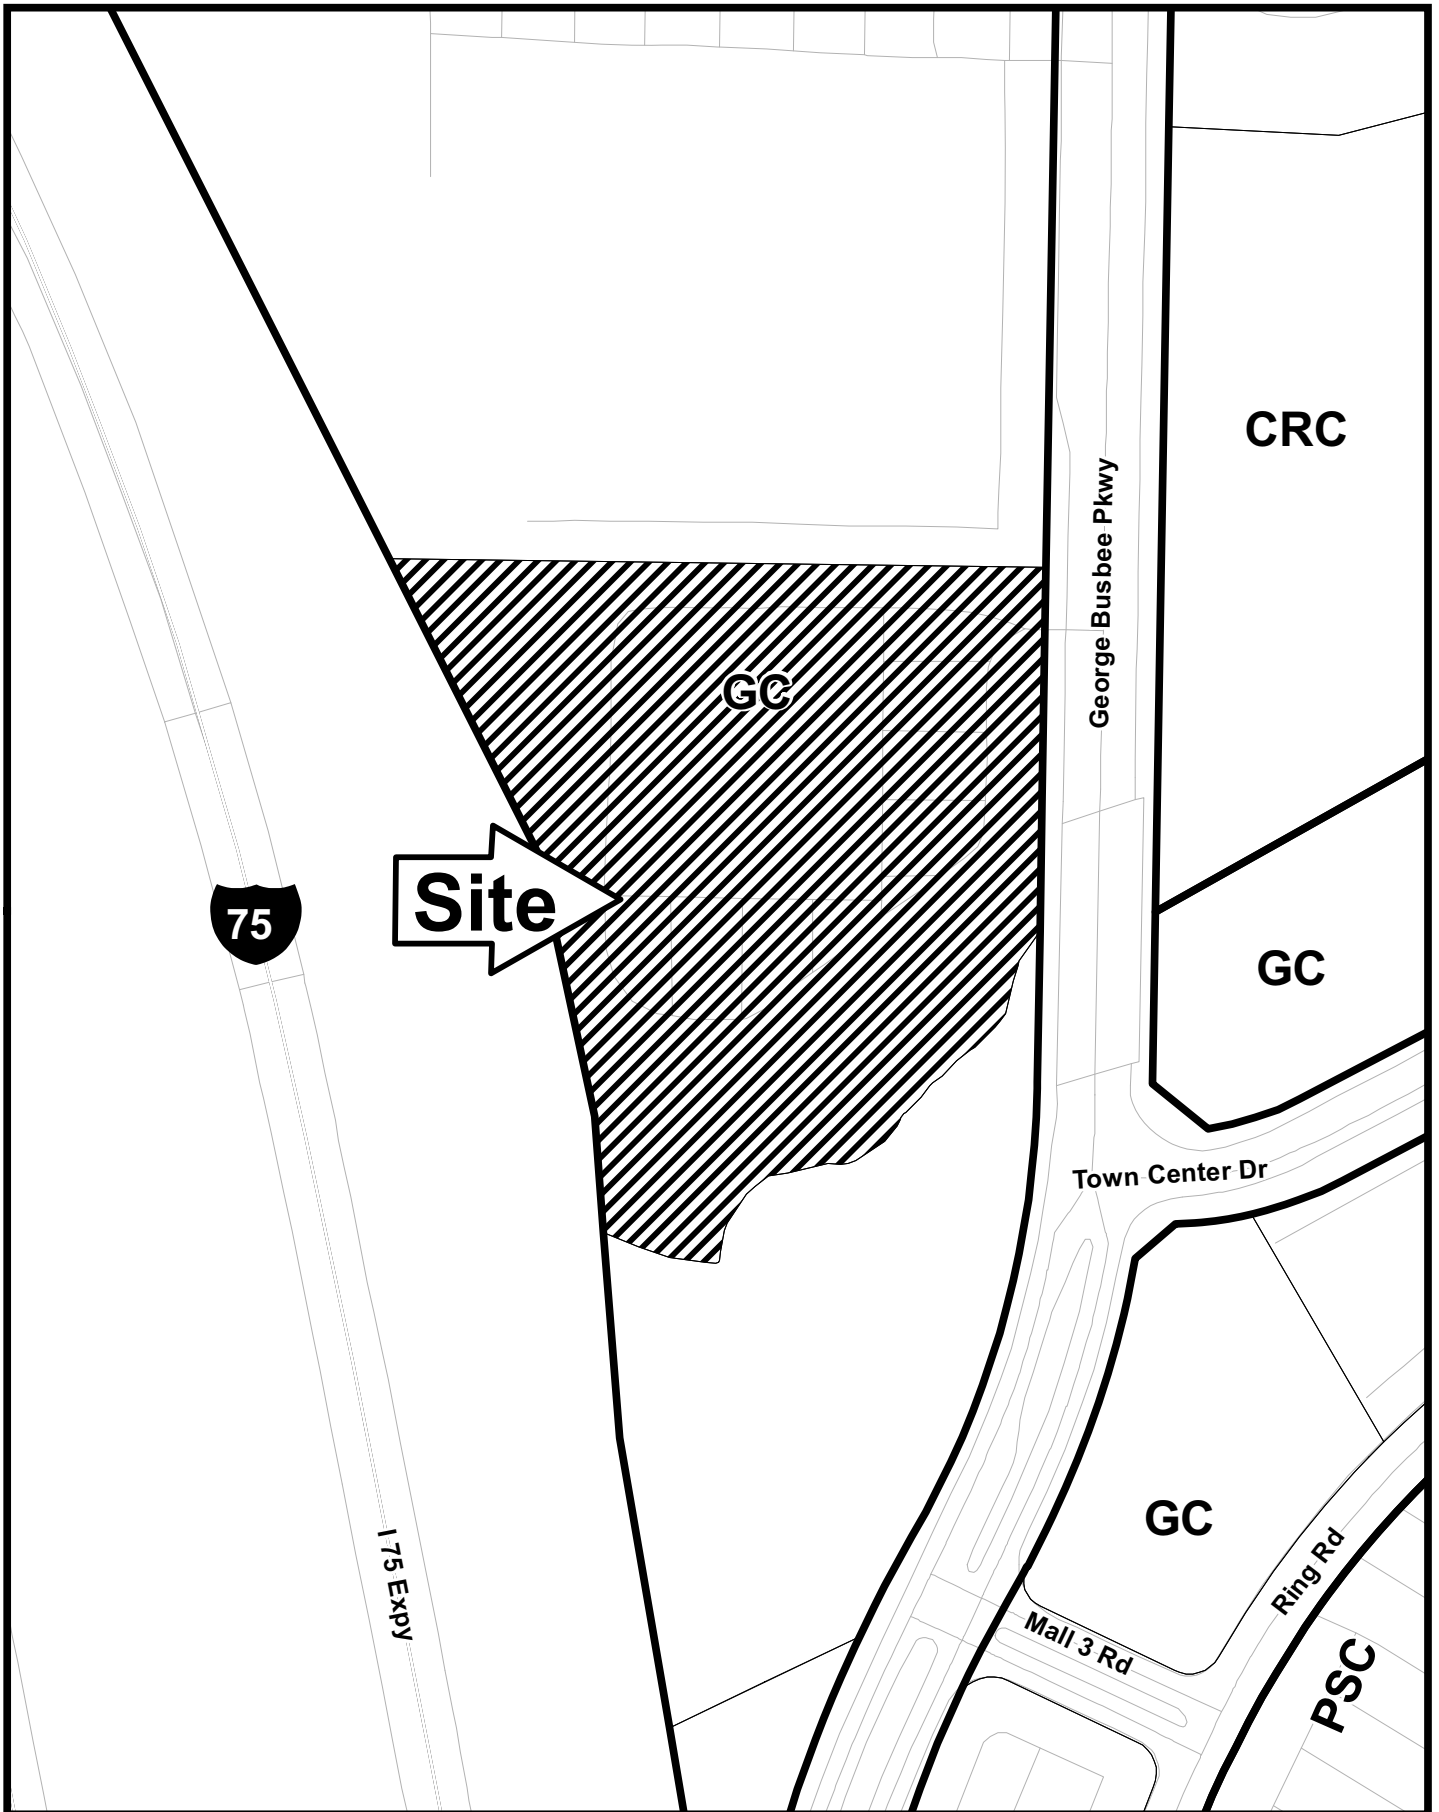 CRC
George Busbee Pkwy
GC
Site
75
GC
Town Center Dr
GC
I 75 Expy
Ring Rd
Mall 3 Rd
PSC